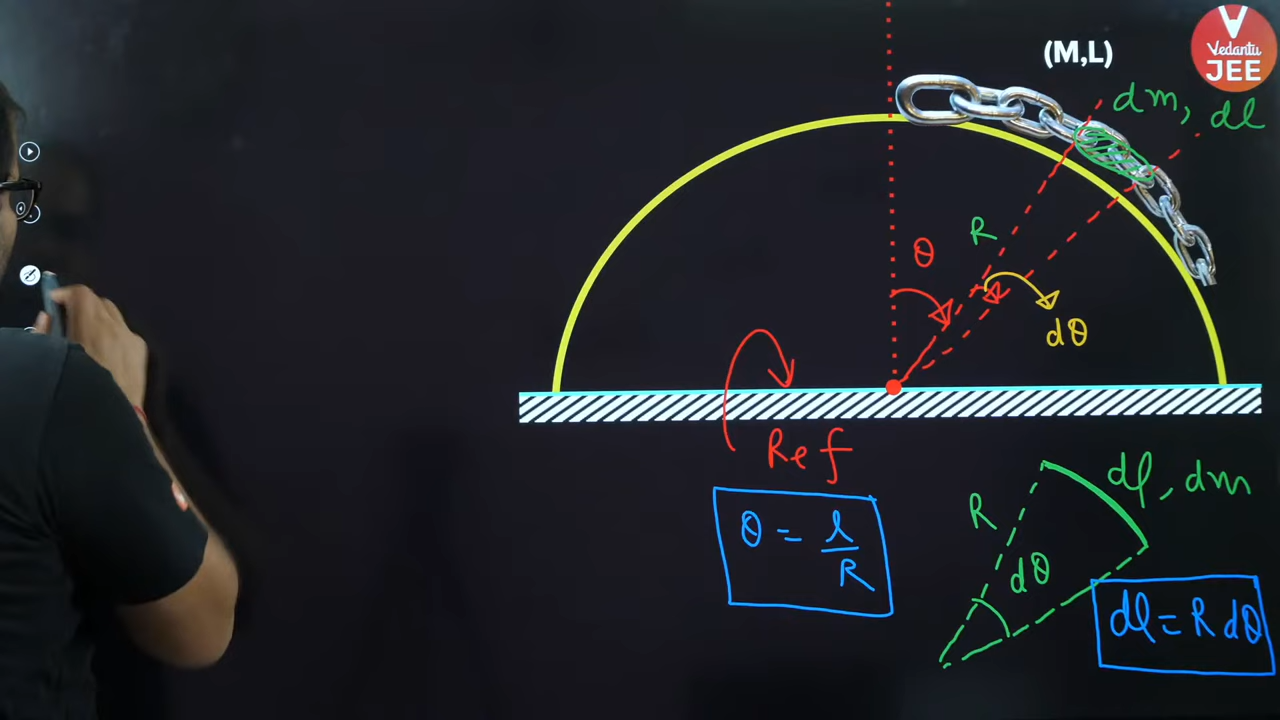 (M,L)
Vedantu
JEE
dm, dl
R
θ
dθ
Ref
θ = l/R
R
dl, dm
dθ
dl = R dθ